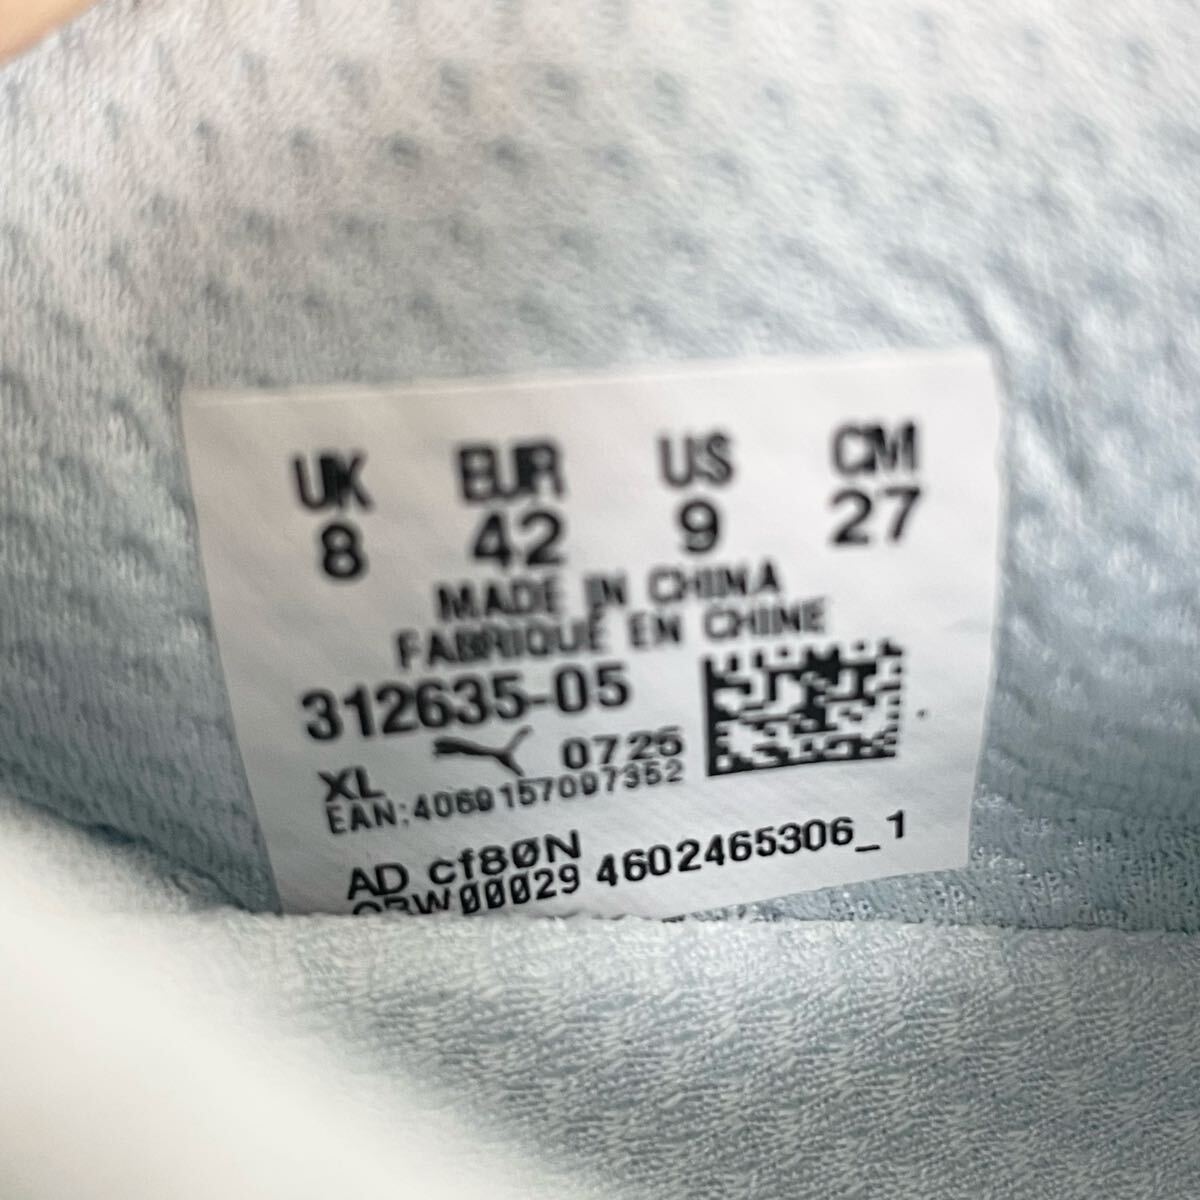 UK EUR US CM
8 42 9 27
MADE IN CHINA
FABRIQUÉ EN CHINE
312635-05
XL 0725
EAN:4069157097352
AD cf80N
4602465306_1